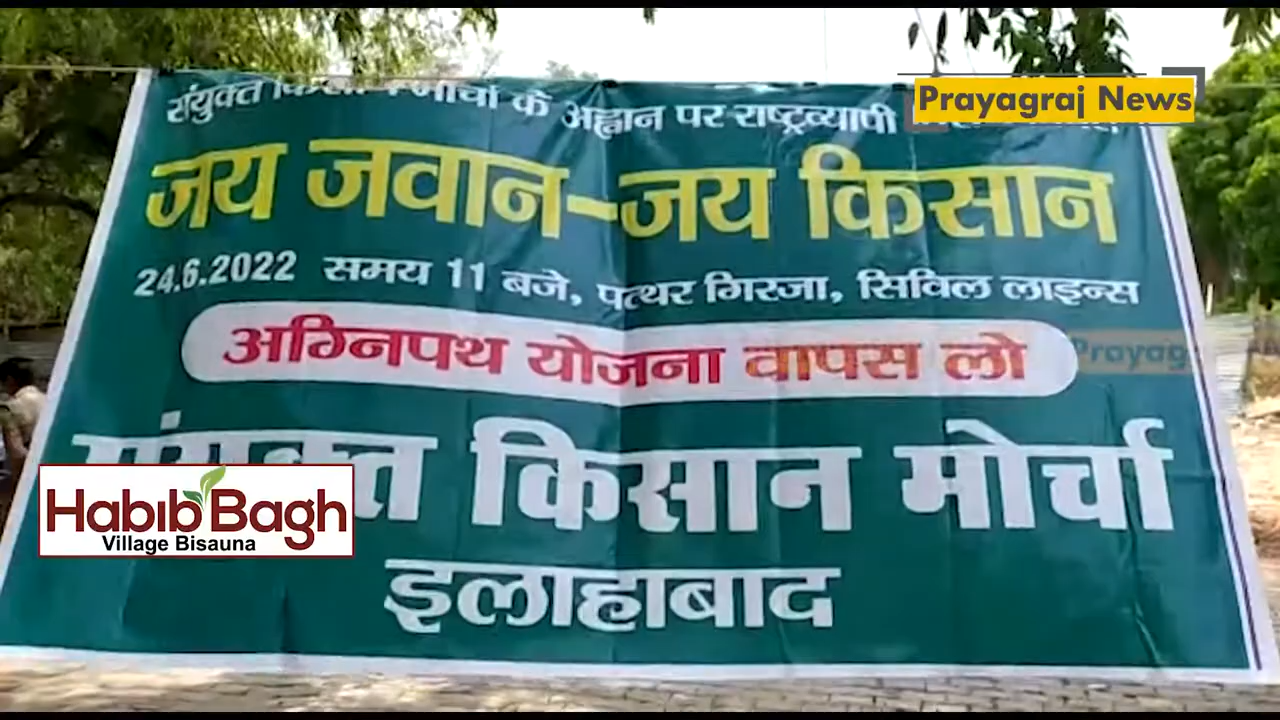 Prayagraj News
संयुक्त किसान मोर्चा के अह्वान पर राष्ट्रव्यापी
जय जवान-जय किसान
24.6.2022 समय 11 बजे, पत्थर गिरजा, सिविल लाइन्स
अग्निपथ योजना वापस लो
Prayag
संयुक्त किसान मोर्चा
Habib Bagh
Village Bisauna
इलाहाबाद